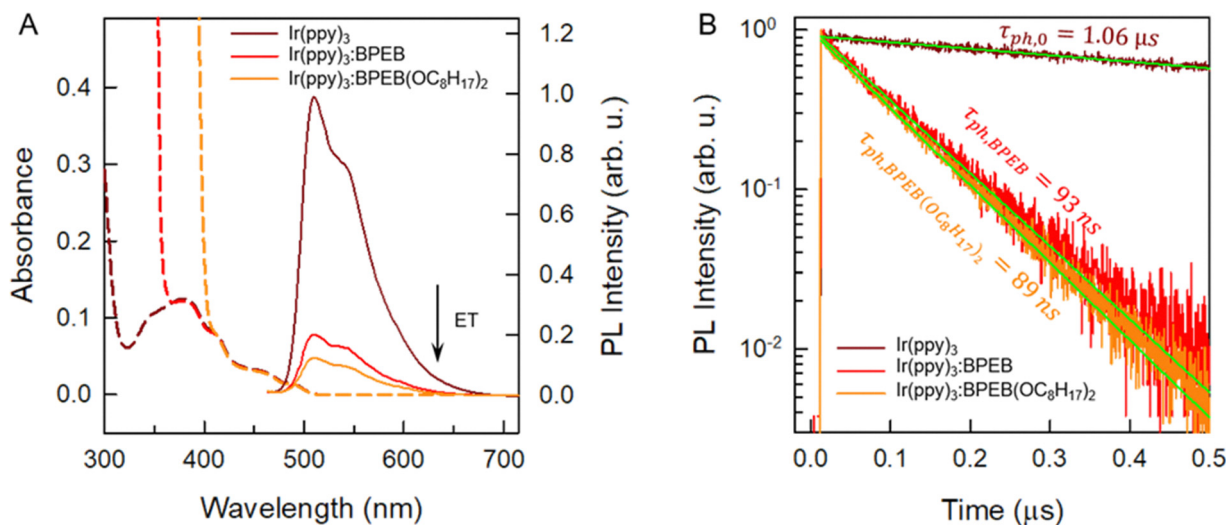 A
Ir(ppy)₃
Ir(ppy)₃:BPEB
Ir(ppy)₃:BPEB(OC₈H₁₇)₂
ET
0.4
0.3
0.2
0.1
0.0
Absorbance
1.2
1.0
0.8
0.6
0.4
0.2
0.0
PL Intensity (arb. u.)
300 400 500 600 700
Wavelength (nm)
B
τph,0 = 1.06 μs
τph,BPEB = 93 ns
τph,BPEB(OC₈H₁₇)₂ = 89 ns
Ir(ppy)₃
Ir(ppy)₃:BPEB
Ir(ppy)₃:BPEB(OC₈H₁₇)₂
10⁰
10⁻¹
10⁻²
PL Intensity (arb. u.)
0.0 0.1 0.2 0.3 0.4 0.5
Time (μs)